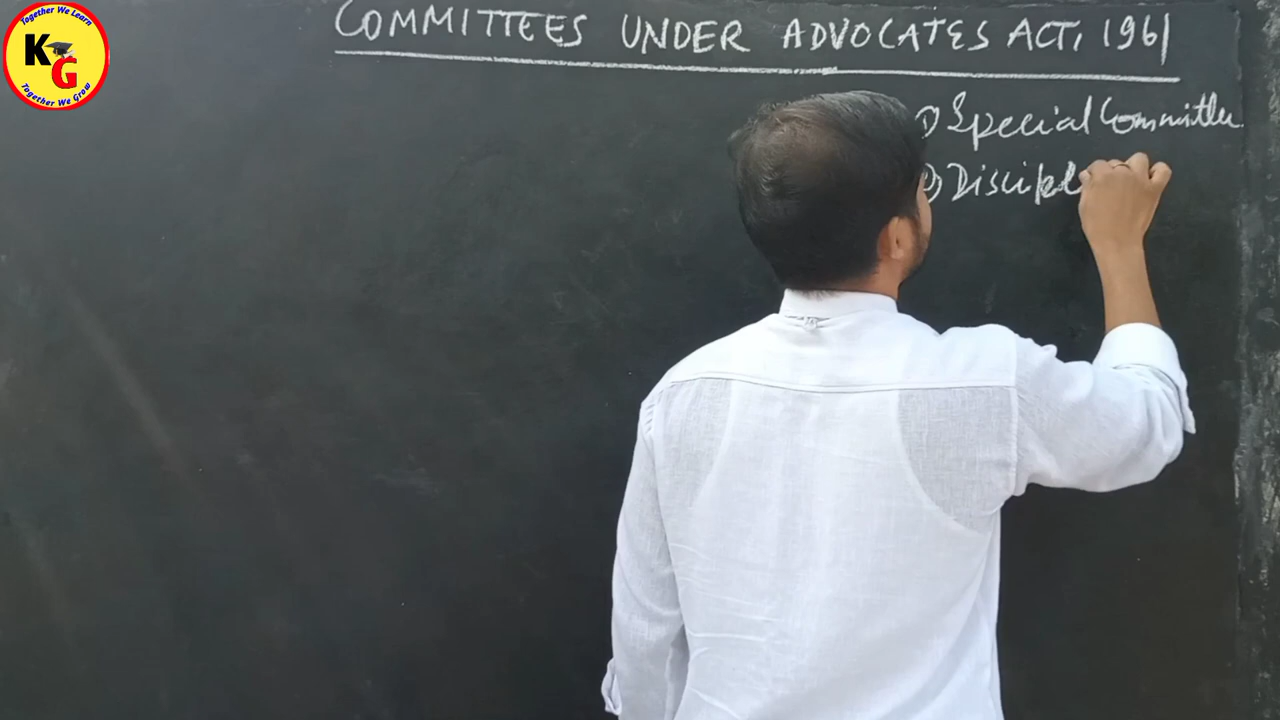 Together We Learn
KG
Together We Grow
COMMITTEES UNDER ADVOCATES ACT, 1961
1) Special Committee.
2) Discipl